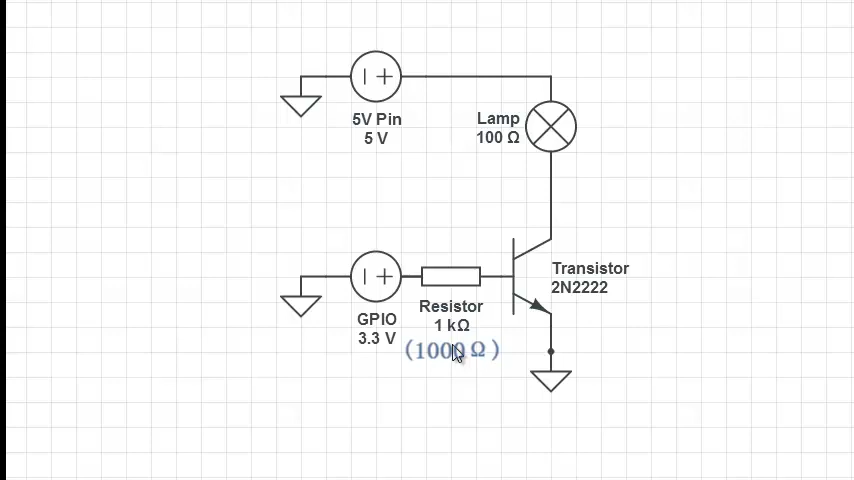 5V Pin
5 V
Lamp
100 Ω
Transistor
2N2222
GPIO
3.3 V
Resistor
1 kΩ
(1000 Ω)